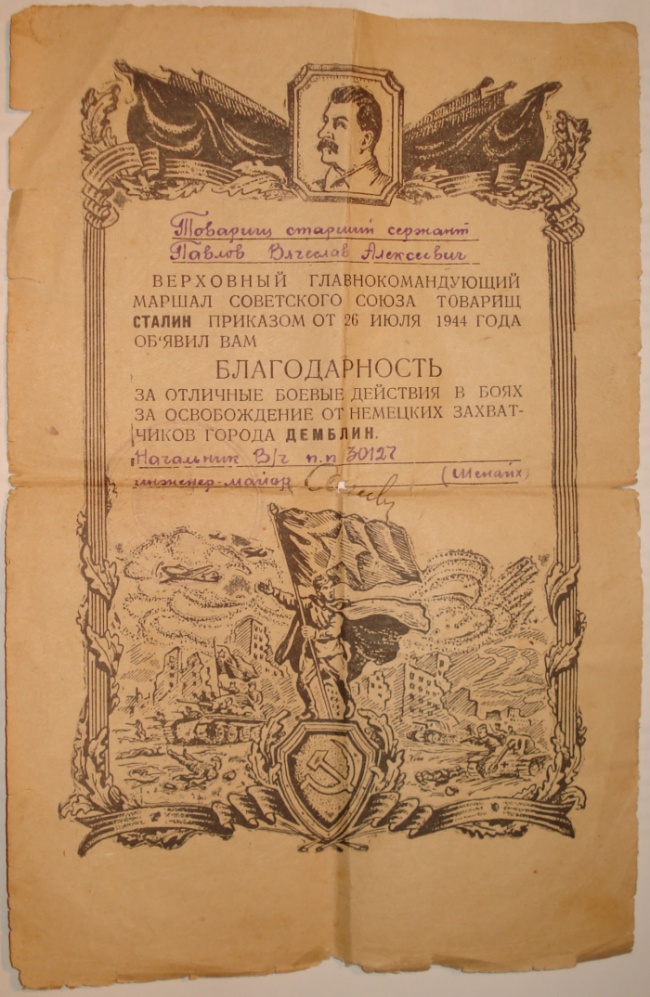 Товарищ старший сержант
Павлов Вячеслав Алексеевич
ВЕРХОВНЫЙ ГЛАВНОКОМАНДУЮЩИЙ
МАРШАЛ СОВЕТСКОГО СОЮЗА ТОВАРИЩ
СТАЛИН ПРИКАЗОМ ОТ 26 ИЮЛЯ 1944 ГОДА
ОБ'ЯВИЛ ВАМ
БЛАГОДАРНОСТЬ
ЗА ОТЛИЧНЫЕ БОЕВЫЕ ДЕЙСТВИЯ В БОЯХ
ЗА ОСВОБОЖДЕНИЕ ОТ НЕМЕЦКИХ ЗАХВАТ-
ЧИКОВ ГОРОДА ДЕМБЛИН.
Начальник В/ч п.п 30127
инженер-майор